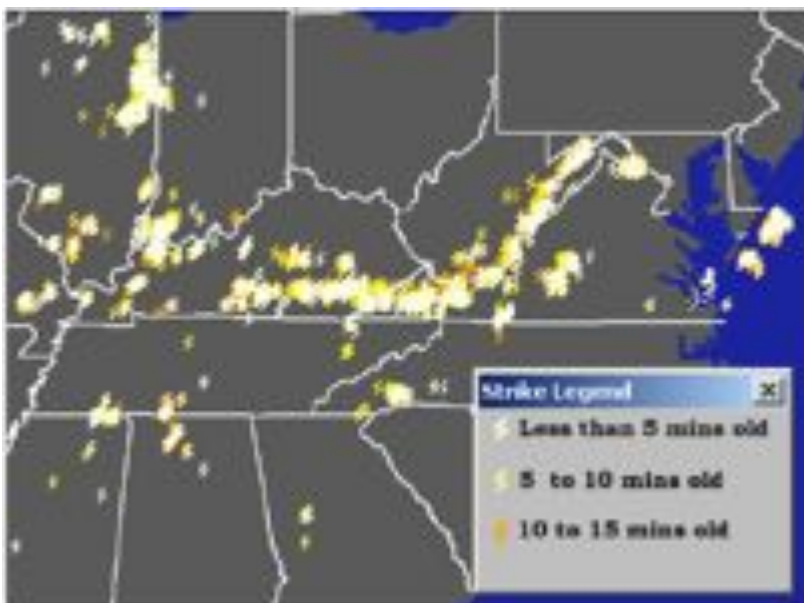 Strike Legend
Less than 5 mins old
5 to 10 mins old
10 to 15 mins old